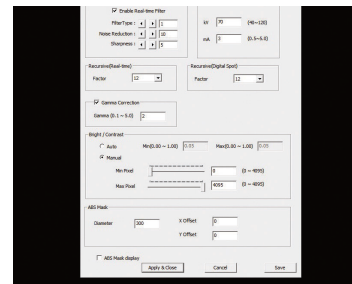 Enable Real-time Filter
FilterType : 1
Noise Reduction : 10
Sharpness : 5
kV 70 (40~120)
mA 3 (0.5~5.0)
Recursive(Real-time)
Factor 12
Recursive(Digital Spot)
Factor 12
Gamma Correction
Gamma (0.1 ~ 5.0) 2
Bright / Contrast
Auto Min(0.00 ~ 1.00) 0.05 Max(0.00 ~ 1.00) 0.05
Manual
Min Pixel 0 (0 ~ 4095)
Max Pixel 4095 (0 ~ 4095)
ABS Mask
Diameter 300 X Offset 0
Y Offset 0
ABS Mask display
Apply & Close Cancel Save